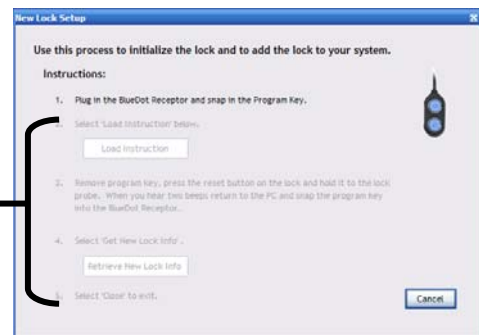 New Lock Setup
Use this process to initialize the lock and to add the lock to your system.
Instructions:
1. Plug in the BlueDot Receptor and snap in the Program Key.
2. Select 'Load Instruction' below.
Load Instruction
3. Remove program key, press the reset button on the lock and hold it to the lock
probe. When you hear two beeps return to the PC and snap the program key
into the BlueDot Receptor.
4. Select 'Get New Lock Info'.
Retrieve New Lock Info
5. Select 'Close' to exit.
Cancel